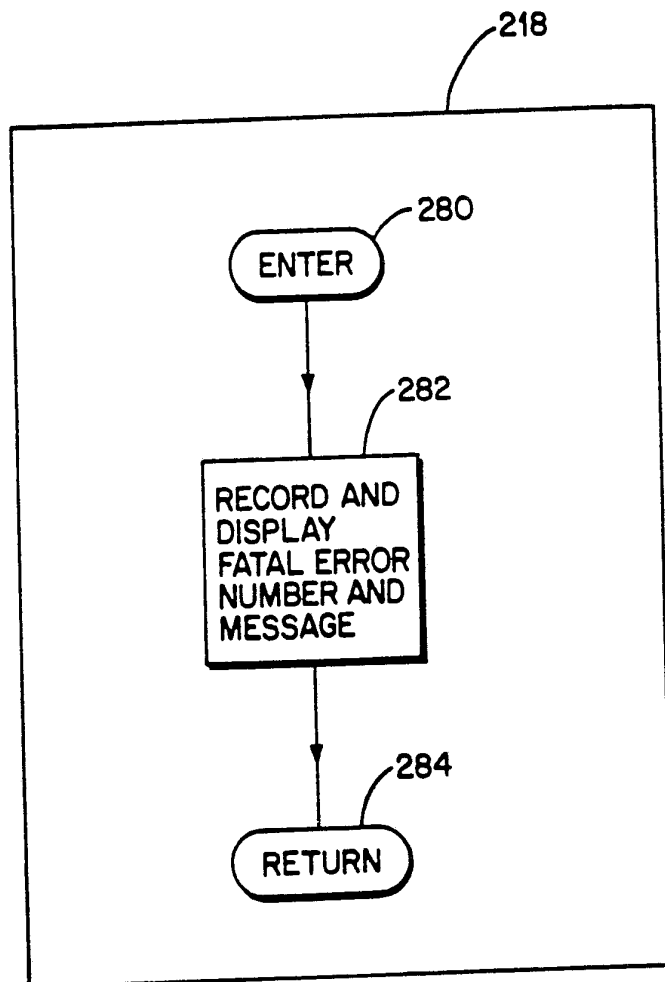 218
280
ENTER
282
RECORD AND
DISPLAY
FATAL ERROR
NUMBER AND
MESSAGE
284
RETURN